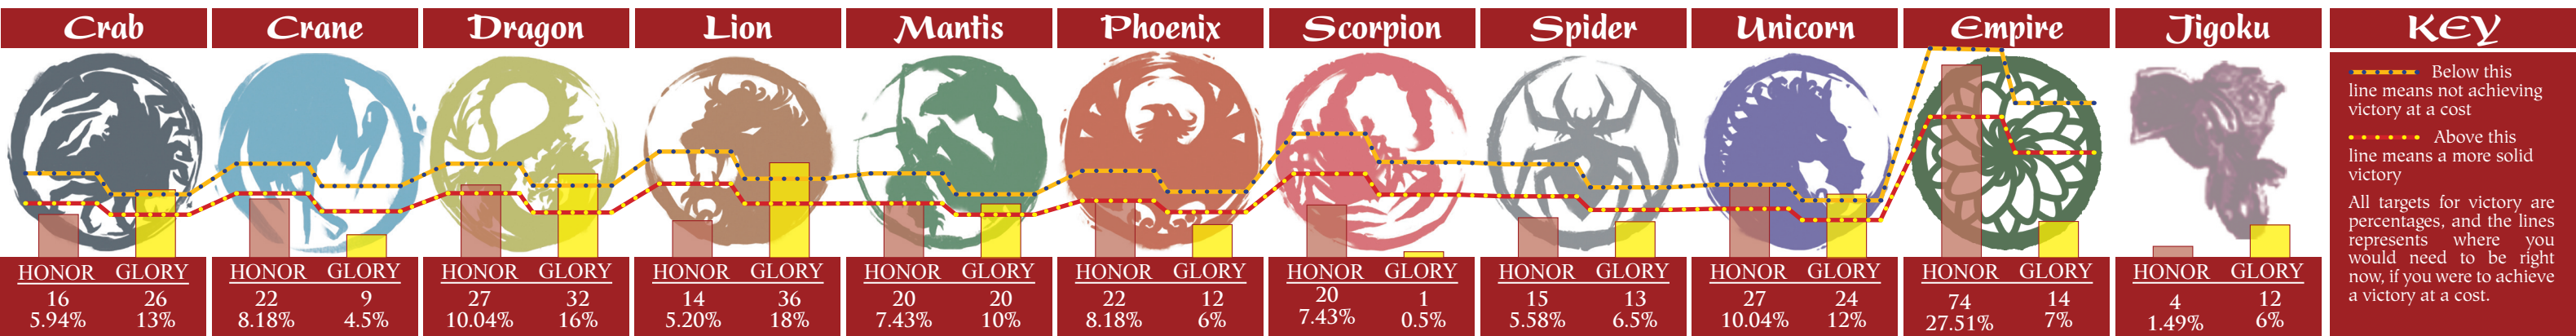 Crab
HONOR GLORY
16 26
5.94% 13%
Crane
HONOR GLORY
22 9
8.18% 4.5%
Dragon
HONOR GLORY
27 32
10.04% 16%
Lion
HONOR GLORY
14 36
5.20% 18%
Mantis
HONOR GLORY
20 20
7.43% 10%
Phoenix
HONOR GLORY
22 12
8.18% 6%
Scorpion
HONOR GLORY
20 1
7.43% 0.5%
Spider
HONOR GLORY
15 13
5.58% 6.5%
Unicorn
HONOR GLORY
27 24
10.04% 12%
Empire
HONOR GLORY
74 14
27.51% 7%
Jigoku
HONOR GLORY
4 12
1.49% 6%
KEY
Below this
line means not achieving
victory at a cost
Above this
line means a more solid
victory
All targets for victory are
percentages, and the lines
represents where you
would need to be right
now, if you were to achieve
a victory at a cost.